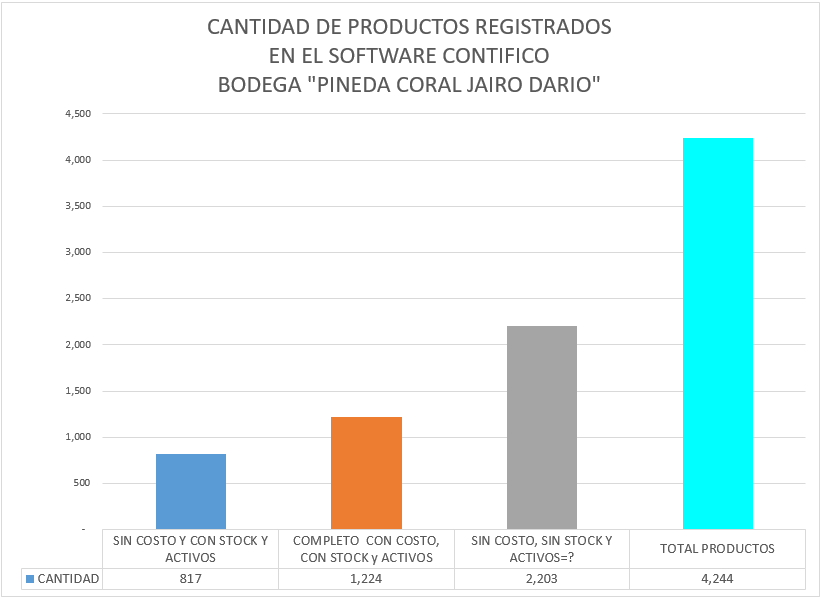 CANTIDAD DE PRODUCTOS REGISTRADOS
EN EL SOFTWARE CONTIFICO
BODEGA "PINEDA CORAL JAIRO DARIO"
4,500
4,000
3,500
3,000
2,500
2,000
1,500
1,000
500
-
SIN COSTO Y CON STOCK Y
ACTIVOS
COMPLETO CON COSTO,
CON STOCK y ACTIVOS
SIN COSTO, SIN STOCK Y
ACTIVOS=?
TOTAL PRODUCTOS
CANTIDAD 817 1,224 2,203 4,244